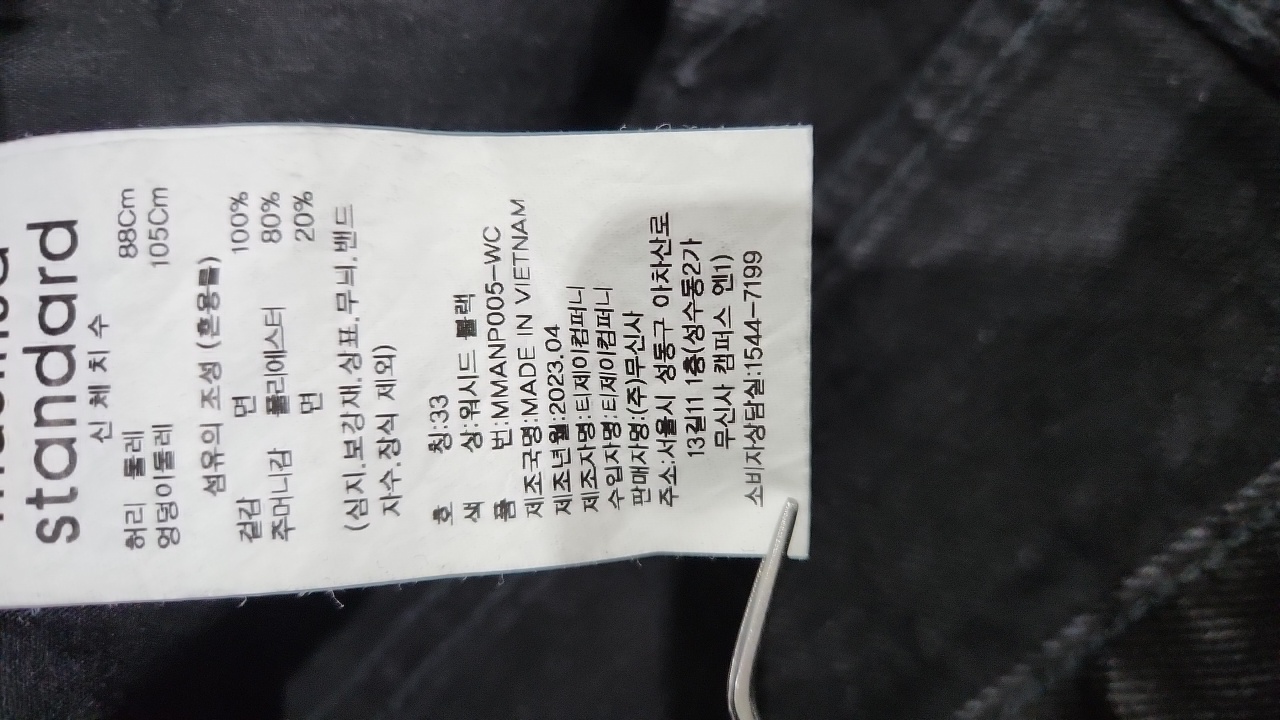 standard
신 체 치 수
허리 둘레 88Cm
엉덩이둘레 105Cm
섬유의 조성 (혼용률)
겉감 면 100%
주머니감 폴리에스터 80%
면 20%
(심지,보강재,상표,무늬,밴드
자수,장식 제외)
호 칭:33
색 상:워시드 블랙
품 번:MMANP005-WC
제조국명:MADE IN VIETNAM
제조년월:2023.04
제조자명:티제이컴퍼니
수입자명:티제이컴퍼니
판매자명:(주)무신사
주소:서울시 성동구 아차산로
13길11 1층(성수동2가
무신사 캠퍼스 엔1)
소비자상담실:1544-7199